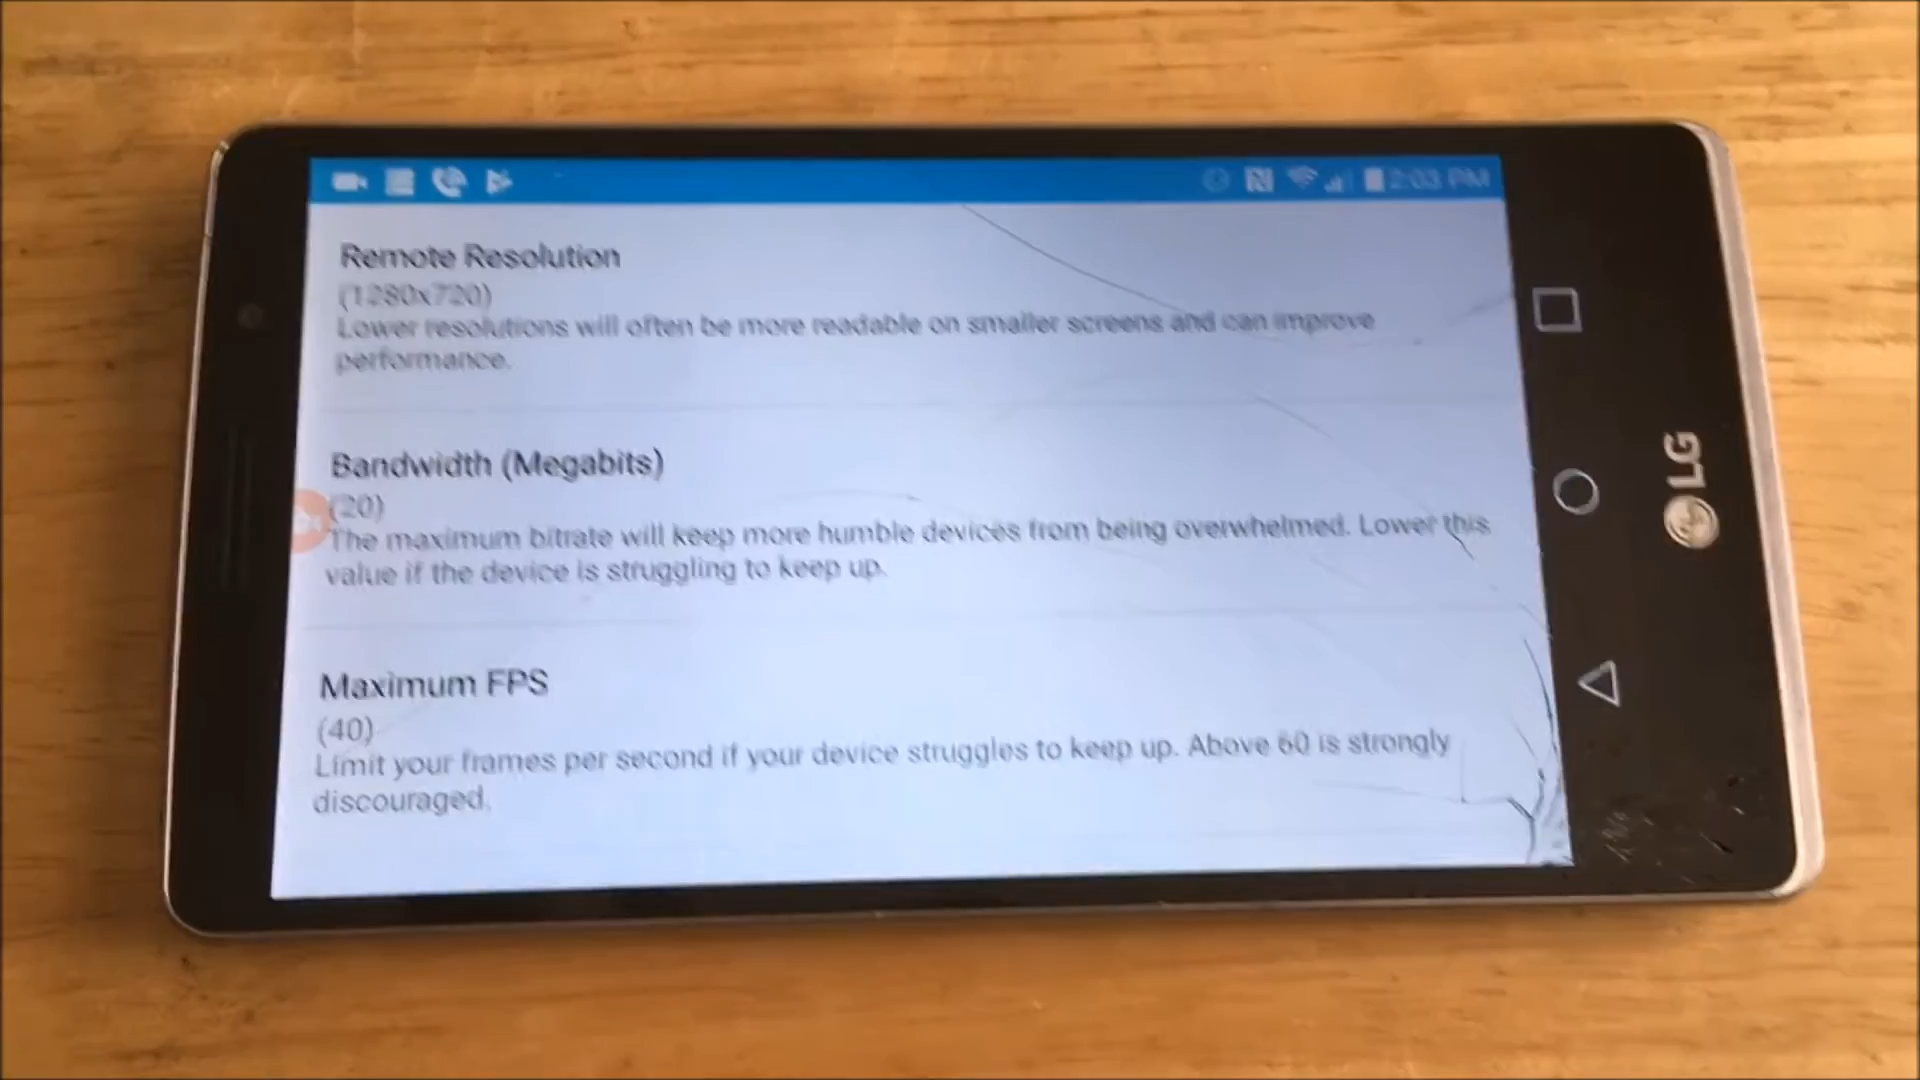 2:03 PM
Remote Resolution
(1280x720)
Lower resolutions will often be more readable on smaller screens and can improve
performance.
Bandwidth (Megabits)
(20)
The maximum bitrate will keep more humble devices from being overwhelmed. Lower this
value if the device is struggling to keep up.
Maximum FPS
(40)
Limit your frames per second if your device struggles to keep up. Above 60 is strongly
discouraged.
LG